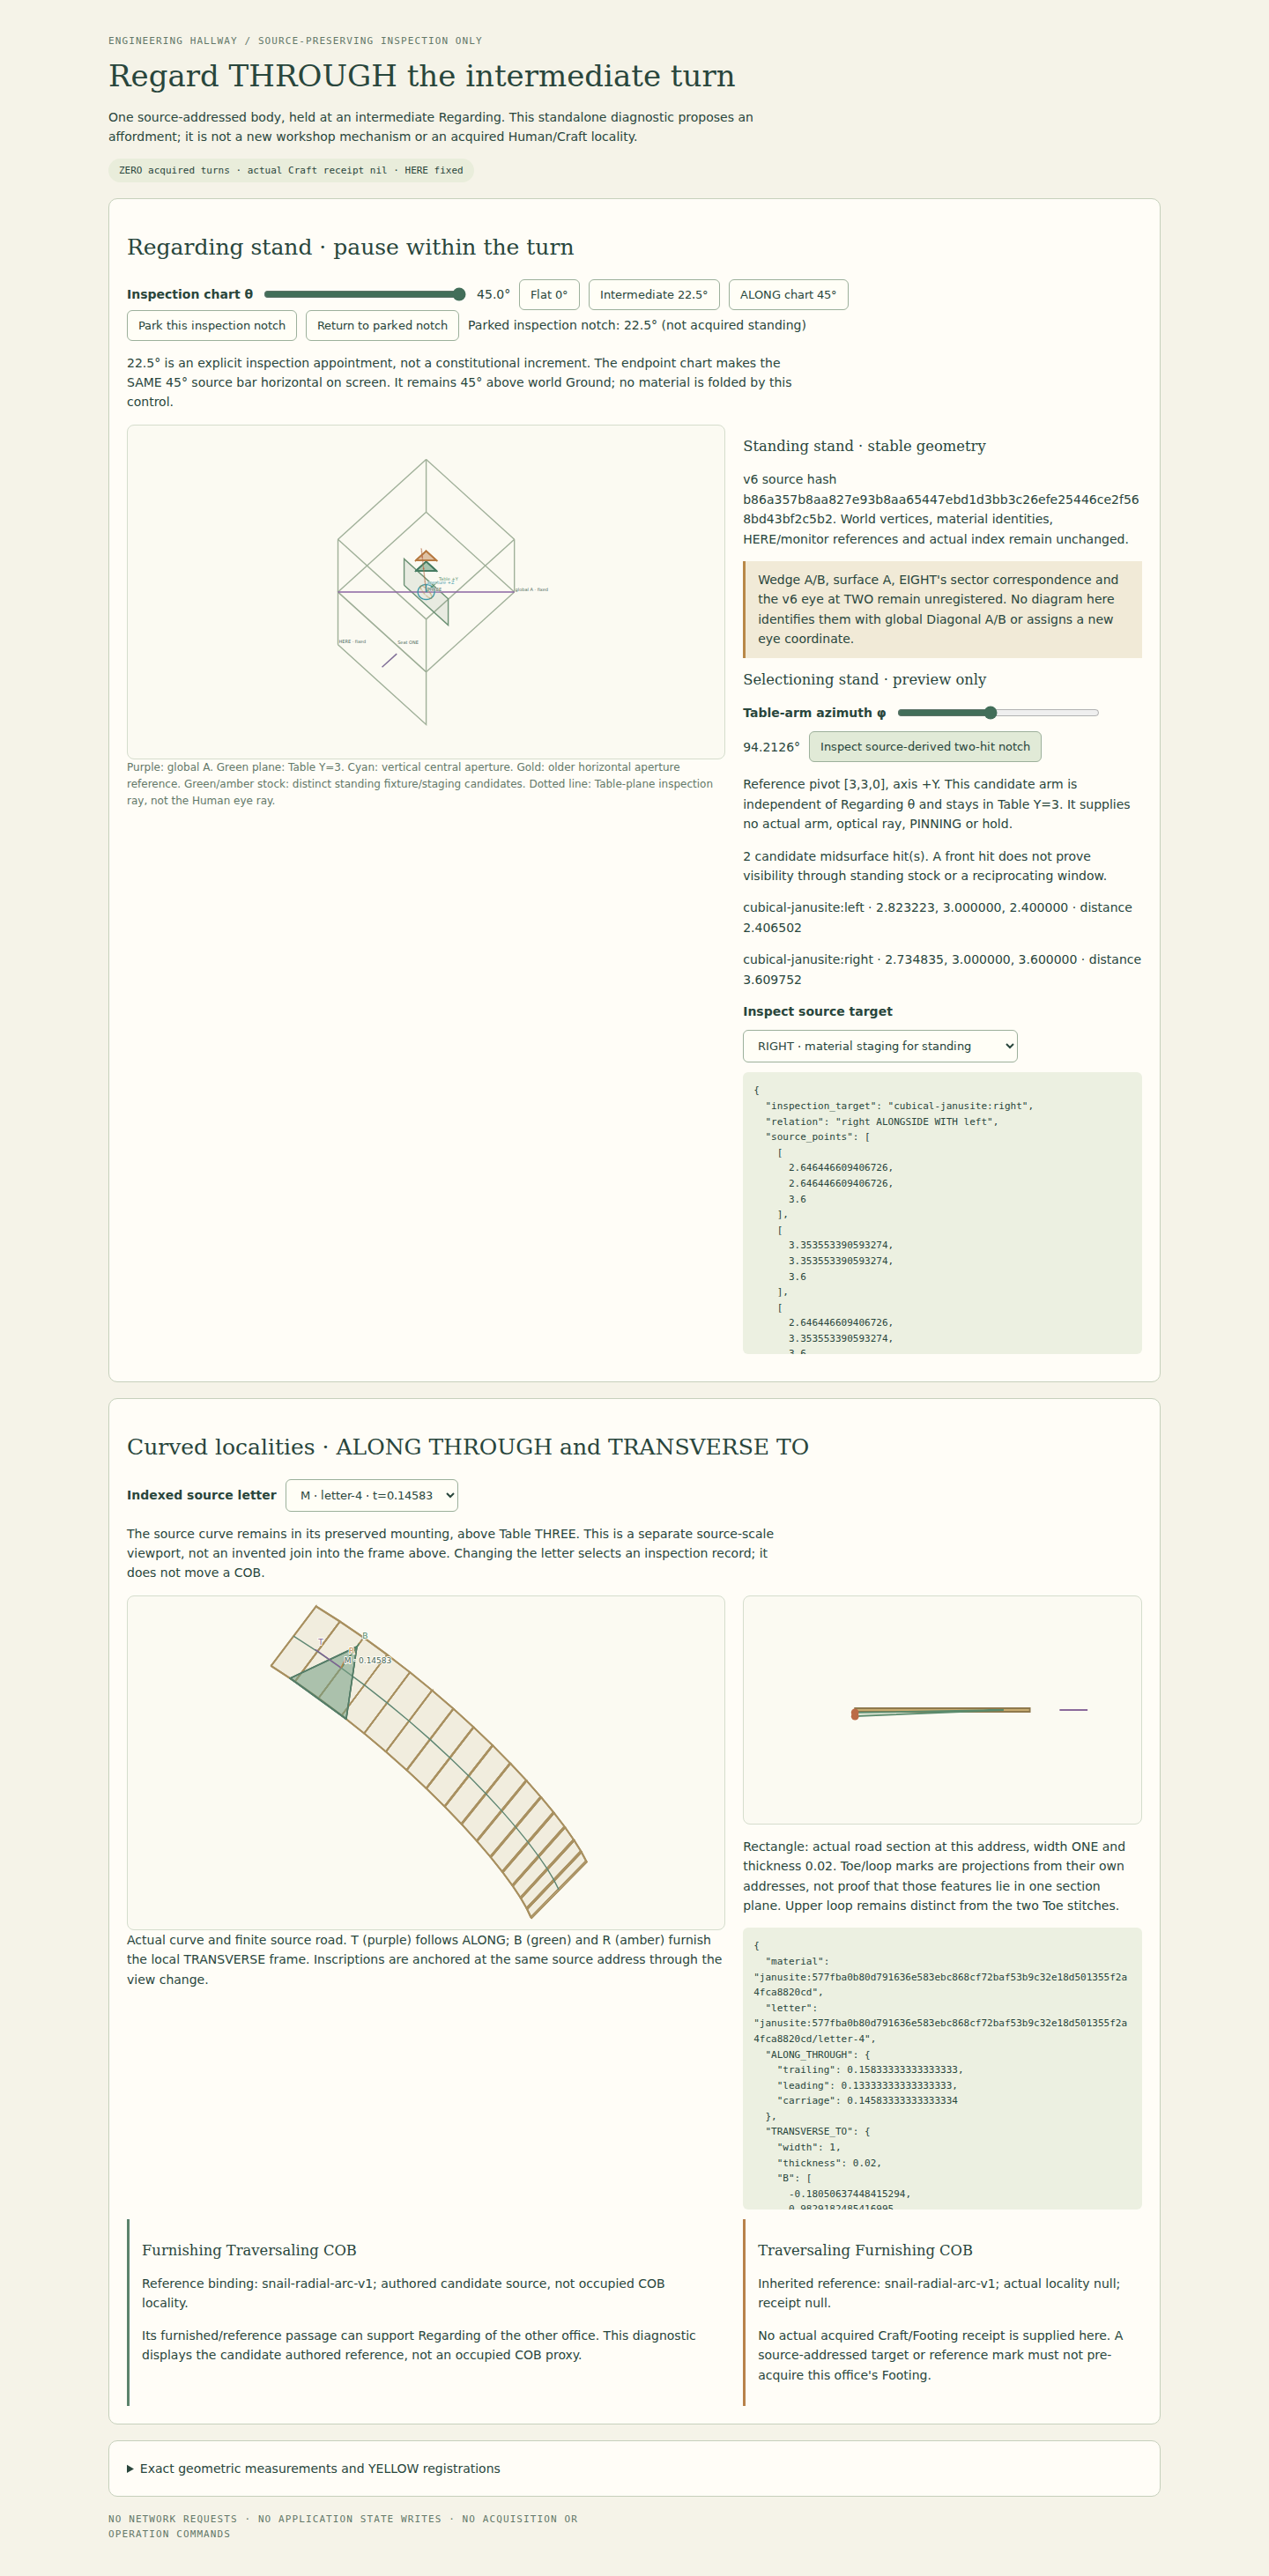 ENGINEERING HALLWAY / SOURCE-PRESERVING INSPECTION ONLY
Regard THROUGH the intermediate turn
One source-addressed body, held at an intermediate Regarding. This standalone diagnostic proposes an
affordment; it is not a new workshop mechanism or an acquired Human/Craft locality.
ZERO acquired turns · actual Craft receipt nil · HERE fixed
Regarding stand · pause within the turn
Inspection chart θ 45.0° Flat 0° Intermediate 22.5° ALONG chart 45°
Park this inspection notch Return to parked notch Parked inspection notch: 22.5° (not acquired standing)
22.5° is an explicit inspection appointment, not a constitutional increment. The endpoint chart makes the
SAME 45° source bar horizontal on screen. It remains 45° above world Ground; no material is folded by this
control.
global A · fixed
HERE · fixed
Seat ONE
Purple: global A. Green plane: Table Y=3. Cyan: vertical central aperture. Gold: older horizontal aperture
reference. Green/amber stock: distinct standing fixture/staging candidates. Dotted line: Table-plane inspection
ray, not the Human eye ray.
Standing stand · stable geometry
v6 source hash
b86a357b8aa827e93b8aa65447ebd1d3bb3c26efe25446ce2f56
8bd43bf2c5b2. World vertices, material identities,
HERE/monitor references and actual index remain unchanged.
Wedge A/B, surface A, EIGHT's sector correspondence and
the v6 eye at TWO remain unregistered. No diagram here
identifies them with global Diagonal A/B or assigns a new
eye coordinate.
Selectioning stand · preview only
Table-arm azimuth φ
94.2126° Inspect source-derived two-hit notch
Reference pivot [3,3,0], axis +Y. This candidate arm is
independent of Regarding θ and stays in Table Y=3. It supplies
no actual arm, optical ray, PINNING or hold.
2 candidate midsurface hit(s). A front hit does not prove
visibility through standing stock or a reciprocating window.
cubical-janusite:left · 2.823223, 3.000000, 2.400000 · distance
2.406502
cubical-janusite:right · 2.734835, 3.000000, 3.600000 · distance
3.609752
Inspect source target
RIGHT · material staging for standing
{
"inspection_target": "cubical-janusite:right",
"relation": "right ALONGSIDE WITH left",
"source_points": [
[
2.646446609406726,
2.646446609406726,
3.6
],
[
3.353553390593274,
3.353553390593274,
3.6
],
[
2.646446609406726,
3.353553390593274,
3.6
Curved localities · ALONG THROUGH and TRANSVERSE TO
Indexed source letter M · letter-4 · t=0.14583
The source curve remains in its preserved mounting, above Table THREE. This is a separate source-scale
viewport, not an invented join into the frame above. Changing the letter selects an inspection record; it
does not move a COB.
T
B
M · 0.14583
Actual curve and finite source road. T (purple) follows ALONG; B (green) and R (amber) furnish
the local TRANSVERSE frame. Inscriptions are anchored at the same source address through the
view change.
Rectangle: actual road section at this address, width ONE and
thickness 0.02. Toe/loop marks are projections from their own
addresses, not proof that those features lie in one section
plane. Upper loop remains distinct from the two Toe stitches.
{
"material":
"janusite:577fba0b80d791636e583ebc868cf72baf53b9c32e18d501355f2a
4fca8820cd",
"letter":
"janusite:577fba0b80d791636e583ebc868cf72baf53b9c32e18d501355f2a
4fca8820cd/letter-4",
"ALONG_THROUGH": {
"trailing": 0.15833333333333333,
"leading": 0.13333333333333333,
"carriage": 0.14583333333333334
},
"TRANSVERSE_TO": {
"width": 1,
"thickness": 0.02,
"B": [
-0.18050637448415294,
0.9829182485416995
Furnishing Traversaling COB
Reference binding: snail-radial-arc-v1; authored candidate source, not occupied COB
locality.
Its furnished/reference passage can support Regarding of the other office. This diagnostic
displays the candidate authored reference, not an occupied COB proxy.
Traversaling Furnishing COB
Inherited reference: snail-radial-arc-v1; actual locality null;
receipt null.
No actual acquired Craft/Footing receipt is supplied here. A
source-addressed target or reference mark must not pre-
acquire this office's Footing.
Exact geometric measurements and YELLOW registrations
NO NETWORK REQUESTS · NO APPLICATION STATE WRITES · NO ACQUISITION OR
OPERATION COMMANDS